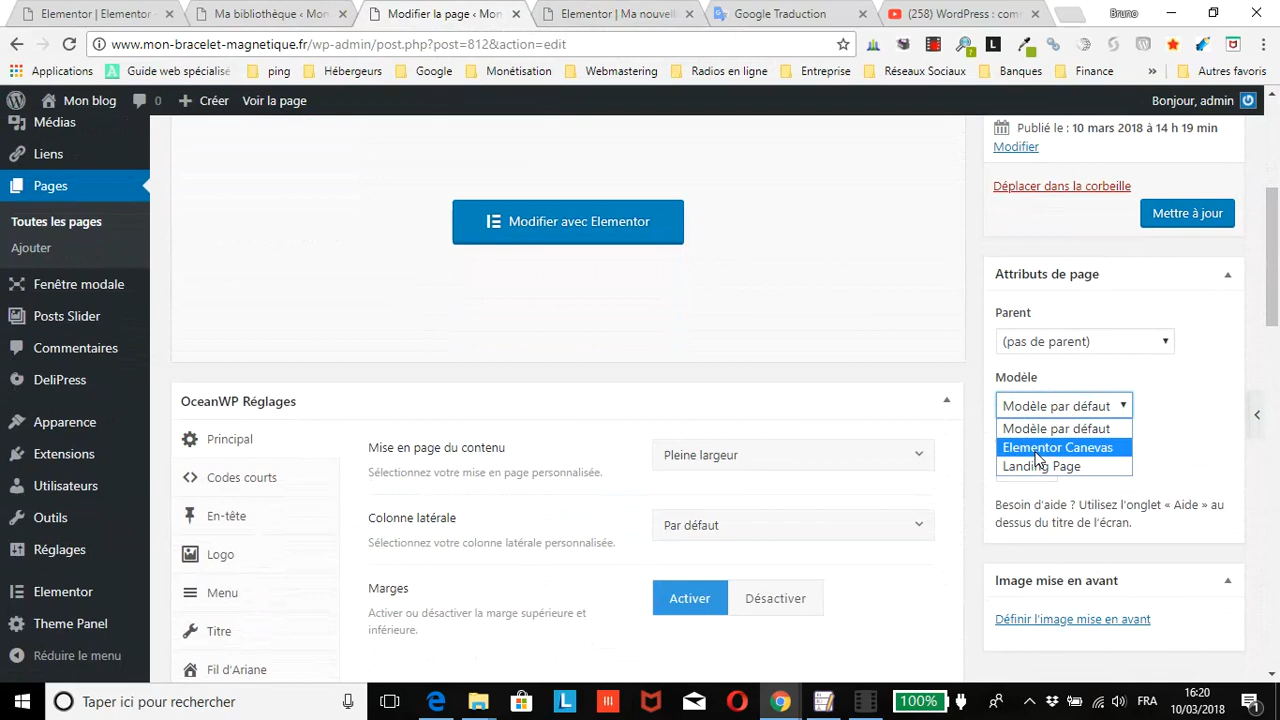 Elementor | Elementor
Ma bibliothèque ‹ Mon
Modifier la page ‹ Mon
Elementor | Ma nouvell
Google Traduction
(258) WordPress : com
Bruno
www.mon-bracelet-magnetique.fr/wp-admin/post.php?post=812&action=edit
Applications
Guide web spécialisé
ping
Hébergeurs
Google
Monétisation
Webmastering
Radios en ligne
Entreprise
Réseaux Sociaux
Banques
Finance
»
Autres favoris
Mon blog
0
Créer
Voir la page
Bonjour, admin
Médias
Liens
Pages
Toutes les pages
Ajouter
Fenêtre modale
Posts Slider
Commentaires
DeliPress
Apparence
Extensions
Utilisateurs
Outils
Réglages
Elementor
Theme Panel
Réduire le menu
Modifier avec Elementor
OceanWP Réglages
Principal
Codes courts
En-tête
Logo
Menu
Titre
Fil d'Ariane
Mise en page du contenu
Sélectionnez votre mise en page personnalisée.
Pleine largeur
Colonne latérale
Sélectionnez votre colonne latérale personnalisée.
Par défaut
Marges
Activer ou désactiver la marge supérieure et
inférieure.
Activer
Désactiver
Publié le : 10 mars 2018 à 14 h 19 min
Modifier
Déplacer dans la corbeille
Mettre à jour
Attributs de page
Parent
(pas de parent)
Modèle
Modèle par défaut
Modèle par défaut
Elementor Canevas
Landing Page
Besoin d'aide ? Utilisez l'onglet « Aide » au
dessus du titre de l'écran.
Image mise en avant
Définir l'image mise en avant
Taper ici pour rechercher
100%
FRA
16:20
10/03/2018